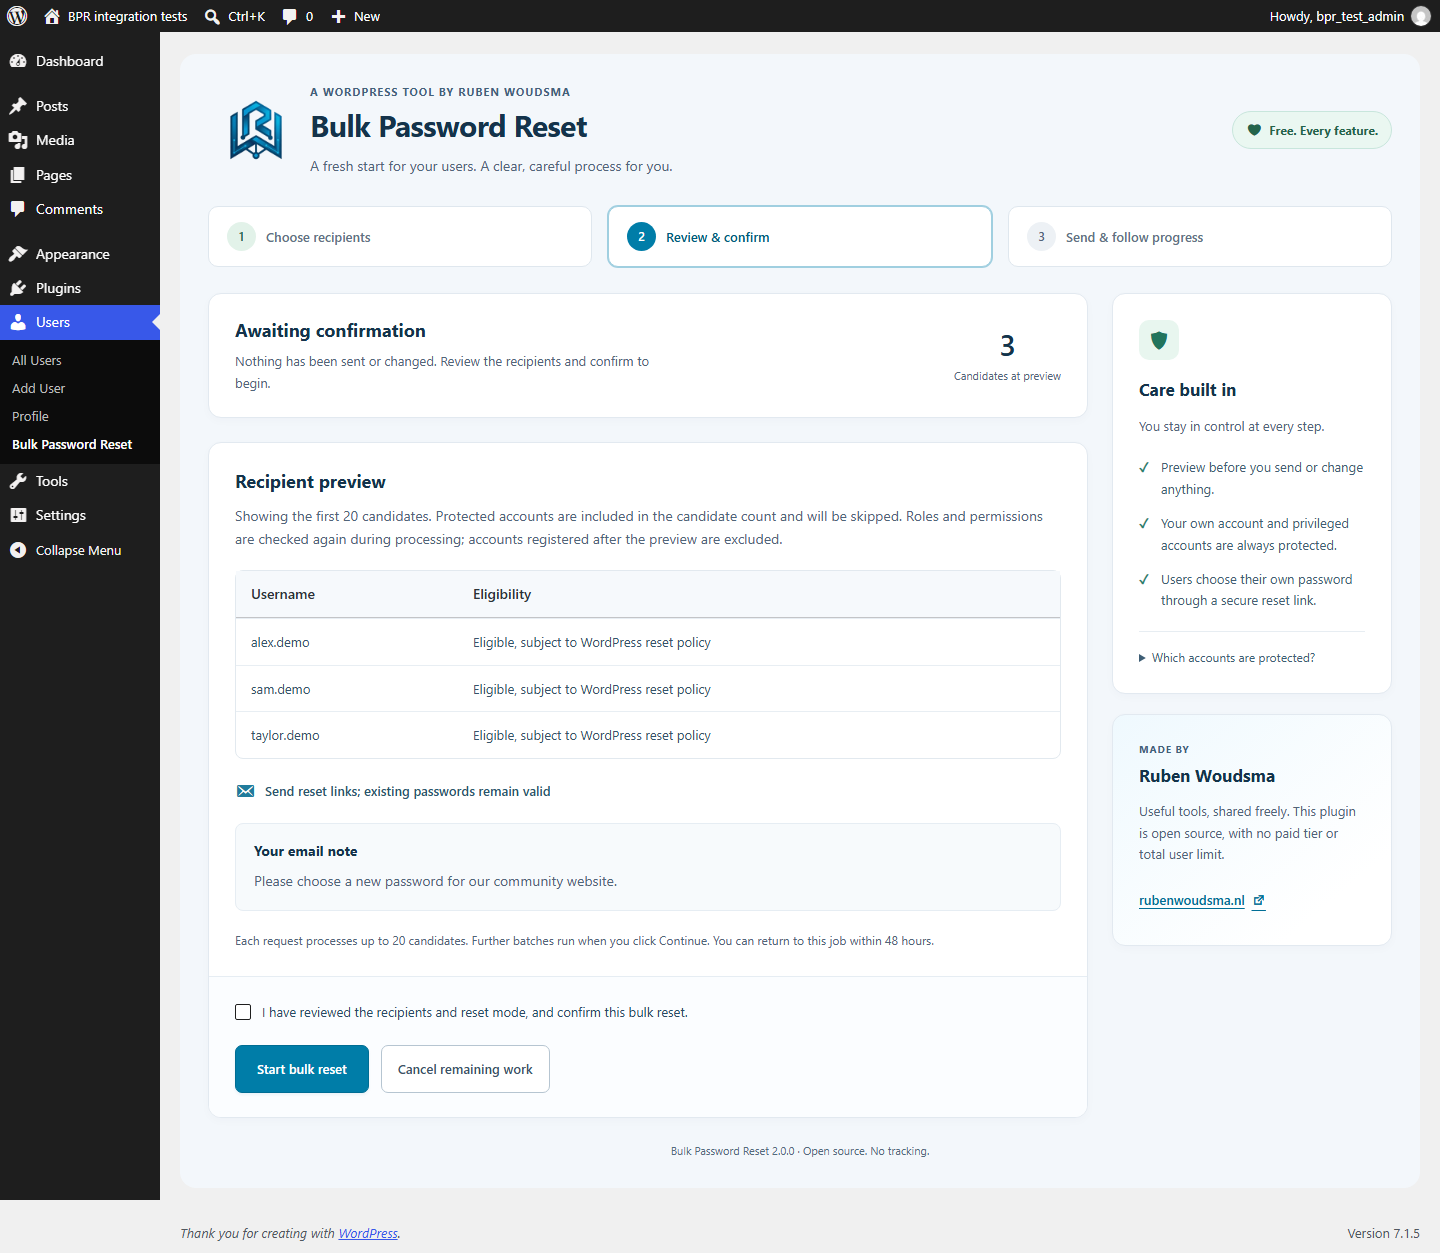 BPR integration tests
Ctrl+K
0
New
Howdy, bpr_test_admin
Dashboard
Posts
Media
Pages
Comments
Appearance
Plugins
Users
All Users
Add User
Profile
Bulk Password Reset
Tools
Settings
Collapse Menu
A WORDPRESS TOOL BY RUBEN WOUDSMA
Bulk Password Reset
A fresh start for your users. A clear, careful process for you.
Free. Every feature.
1 Choose recipients
2 Review & confirm
3 Send & follow progress
Awaiting confirmation
Nothing has been sent or changed. Review the recipients and confirm to
begin.
3
Candidates at preview
Recipient preview
Showing the first 20 candidates. Protected accounts are included in the candidate count and will be skipped. Roles and permissions
are checked again during processing; accounts registered after the preview are excluded.
Username Eligibility
alex.demo Eligible, subject to WordPress reset policy
sam.demo Eligible, subject to WordPress reset policy
taylor.demo Eligible, subject to WordPress reset policy
Send reset links; existing passwords remain valid
Your email note
Please choose a new password for our community website.
Each request processes up to 20 candidates. Further batches run when you click Continue. You can return to this job within 48 hours.
I have reviewed the recipients and reset mode, and confirm this bulk reset.
Start bulk reset
Cancel remaining work
Care built in
You stay in control at every step.
Preview before you send or change
anything.
Your own account and privileged
accounts are always protected.
Users choose their own password
through a secure reset link.
Which accounts are protected?
MADE BY
Ruben Woudsma
Useful tools, shared freely. This plugin
is open source, with no paid tier or
total user limit.
rubenwoudsma.nl
Bulk Password Reset 2.0.0 · Open source. No tracking.
Thank you for creating with WordPress.
Version 7.1.5